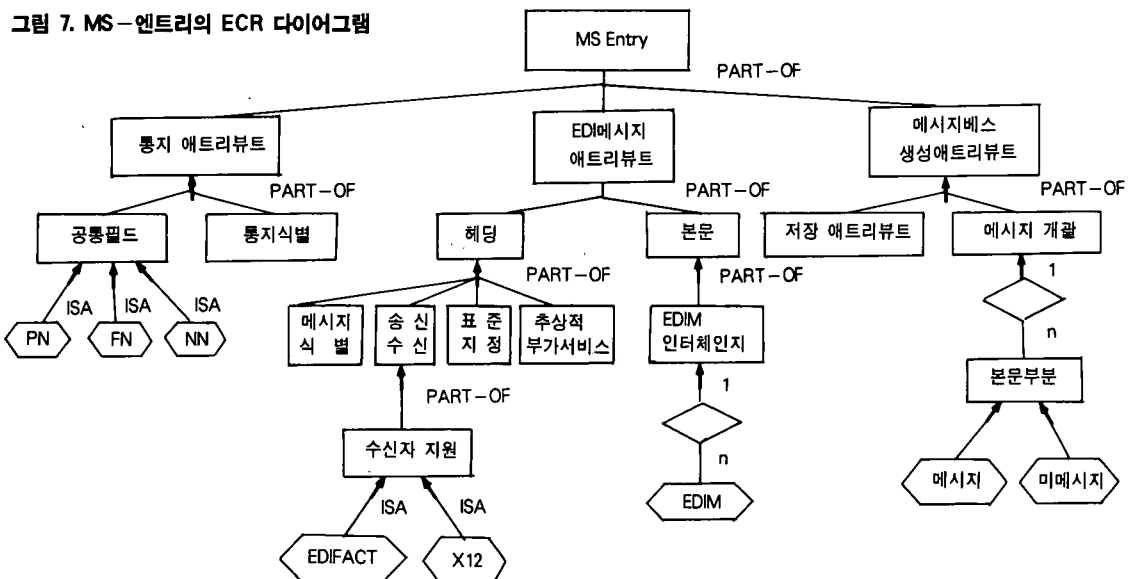 그림 7. MS-엔트리의 ECR 다이어그램
MS Entry
PART-OF
통지 애트리뷰트
EDI메시지
애트리뷰트
메시지베스
생성애트리뷰트
PART-OF
PART-OF
PART-OF
공통필드
통지식별
헤딩
본문
저장 애트리뷰트
메시지 개괄
ISA
ISA
ISA
PN
FN
NN
PART-OF
PART-OF
1
n
메시지
식 별
송 신
수 신
표 준
지 정
추상적
부가서비스
EDIM
인터체인지
본문부분
PART-OF
1
n
수신자 지원
메시지
미메시지
EDIM
ISA
ISA
EDIFACT
X12